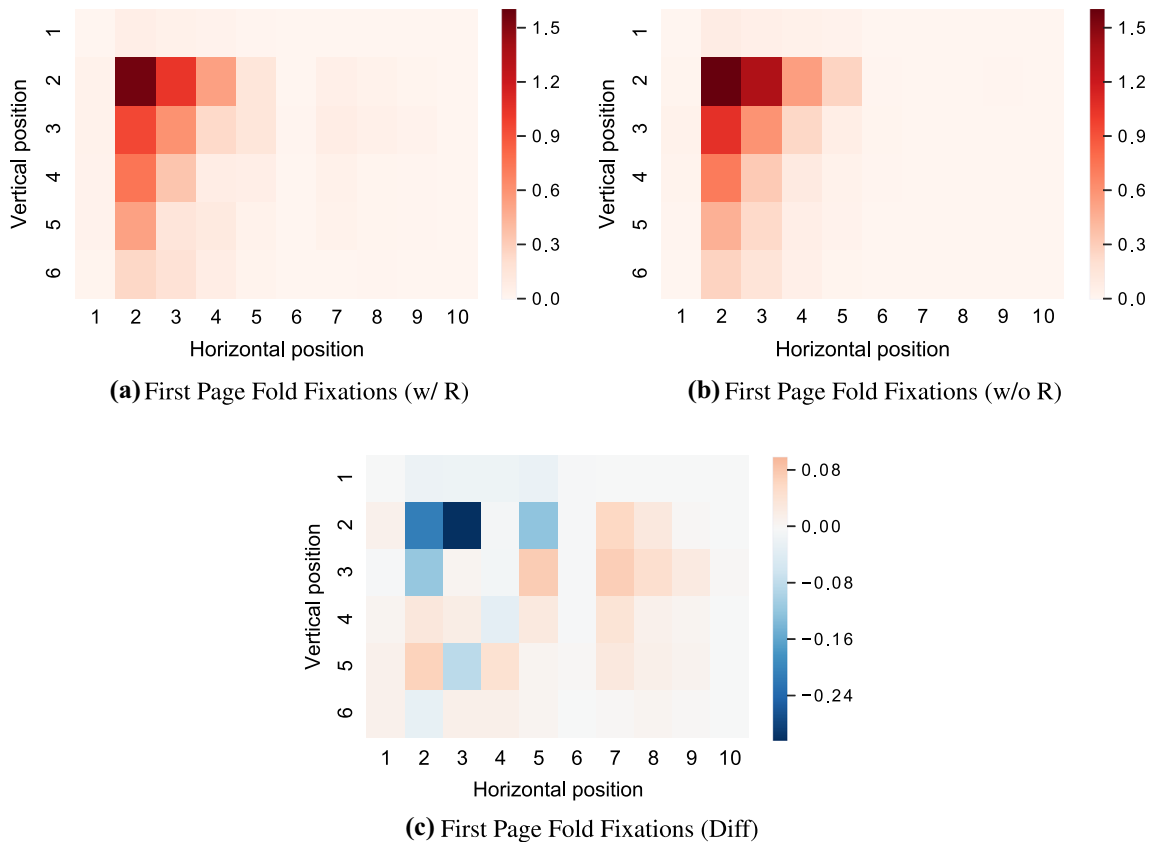 1
2
3
4
5
6
Vertical position
1 2 3 4 5 6 7 8 9 10
Horizontal position
1.5
1.2
0.9
0.6
0.3
0.0
(a) First Page Fold Fixations (w/ R)
1
2
3
4
5
6
Vertical position
1 2 3 4 5 6 7 8 9 10
Horizontal position
1.5
1.2
0.9
0.6
0.3
0.0
(b) First Page Fold Fixations (w/o R)
1
2
3
4
5
6
Vertical position
1 2 3 4 5 6 7 8 9 10
Horizontal position
0.08
0.00
−0.08
−0.16
−0.24
(c) First Page Fold Fixations (Diff)